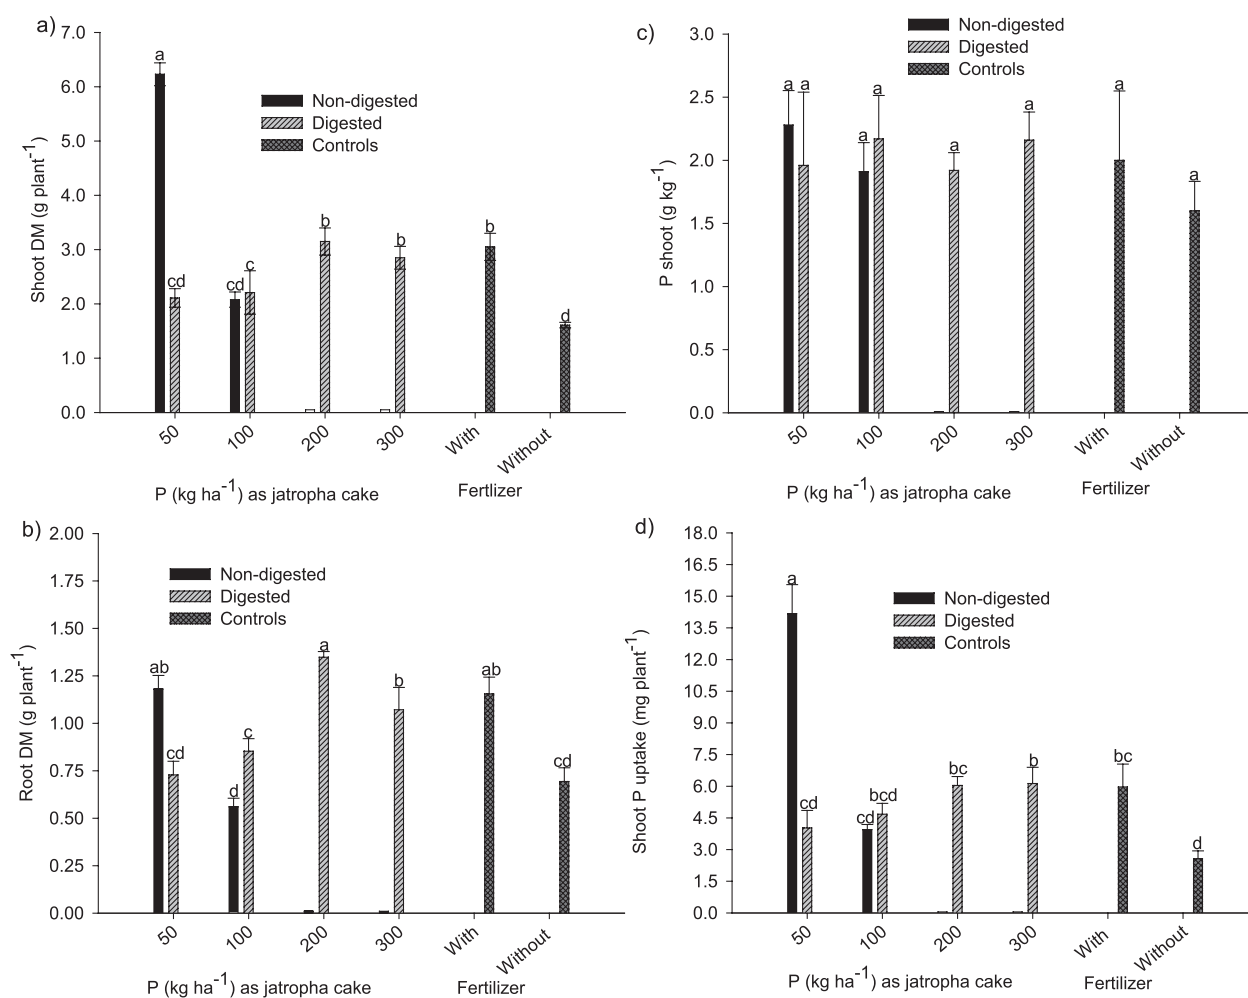 a)
7.0
6.0
5.0
4.0
3.0
2.0
1.0
0.0
Shoot DM (g plant-1)
Non-digested
Digested
Controls
a
cd
cd
c
b
b
b
d
50
100
200
300
With
Without
P (kg ha-1) as jatropha cake
Fertlizer
c)
3.0
2.5
2.0
1.5
1.0
0.5
0.0
P shoot (g kg-1)
Non-digested
Digested
Controls
a
a
a
a
a
a
a
a
50
100
200
300
With
Without
P (kg ha-1) as jatropha cake
Fertilizer
b)
2.00
1.75
1.50
1.25
1.00
0.75
0.50
0.25
0.00
Root DM (g plant-1)
Non-digested
Digested
Controls
ab
cd
d
c
a
b
ab
cd
50
100
200
300
With
Without
P (kg ha-1) as jatropha cake
Fertilizer
d)
18.0
16.5
15.0
13.5
12.0
10.5
9.0
7.5
6.0
4.5
3.0
1.5
0.0
Shoot P uptake (mg plant-1)
Non-digested
Digested
Controls
a
cd
cd
bcd
bc
b
bc
d
50
100
200
300
With
Without
P (kg ha-1) as jatropha cake
Fertilizer